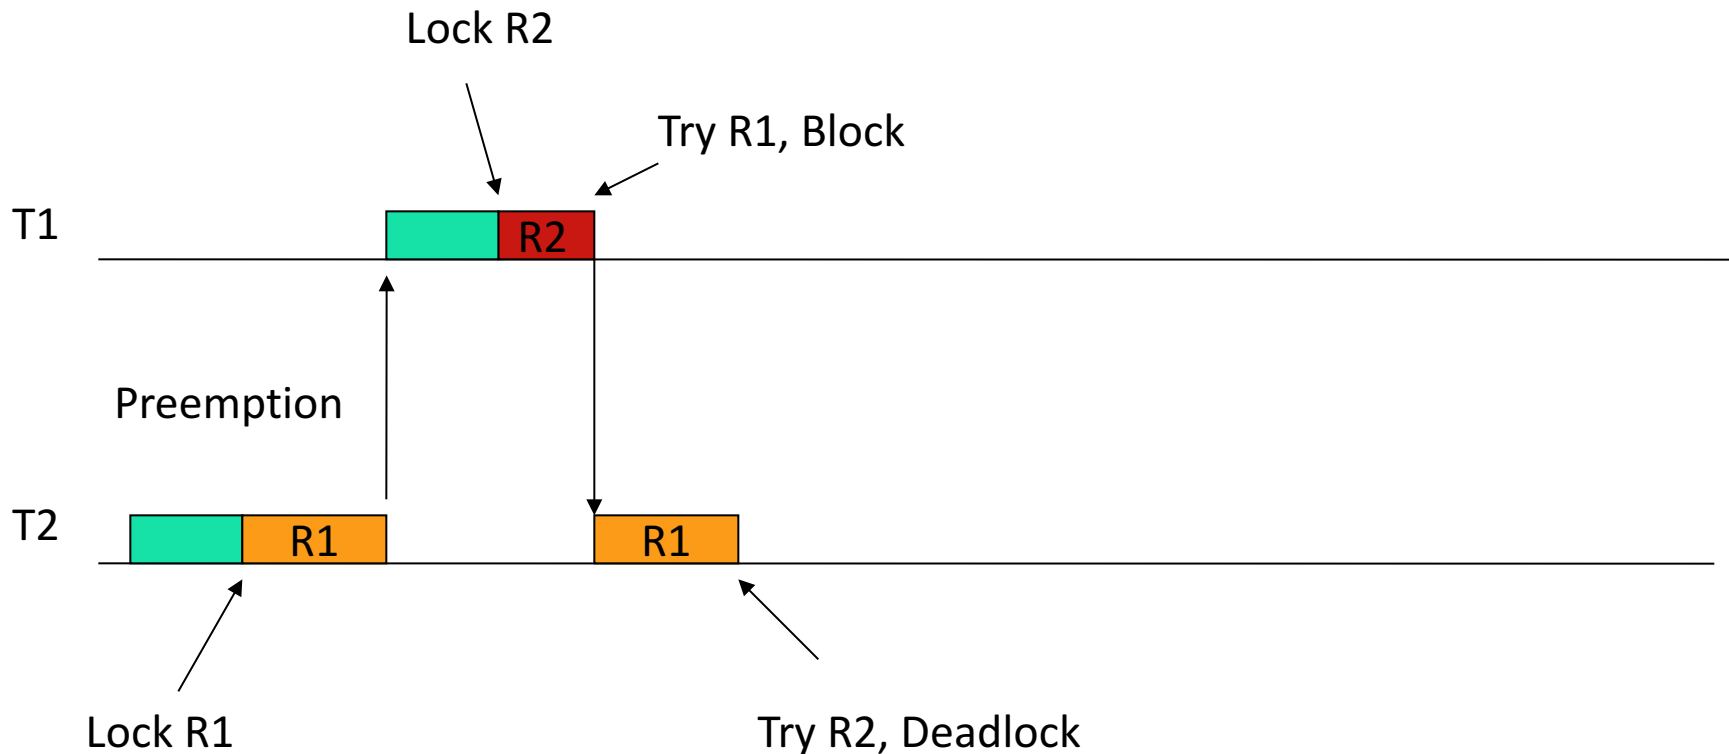 Lock R2
Try R1, Block
T1
R2
Preemption
T2
R1
R1
Lock R1
Try R2, Deadlock